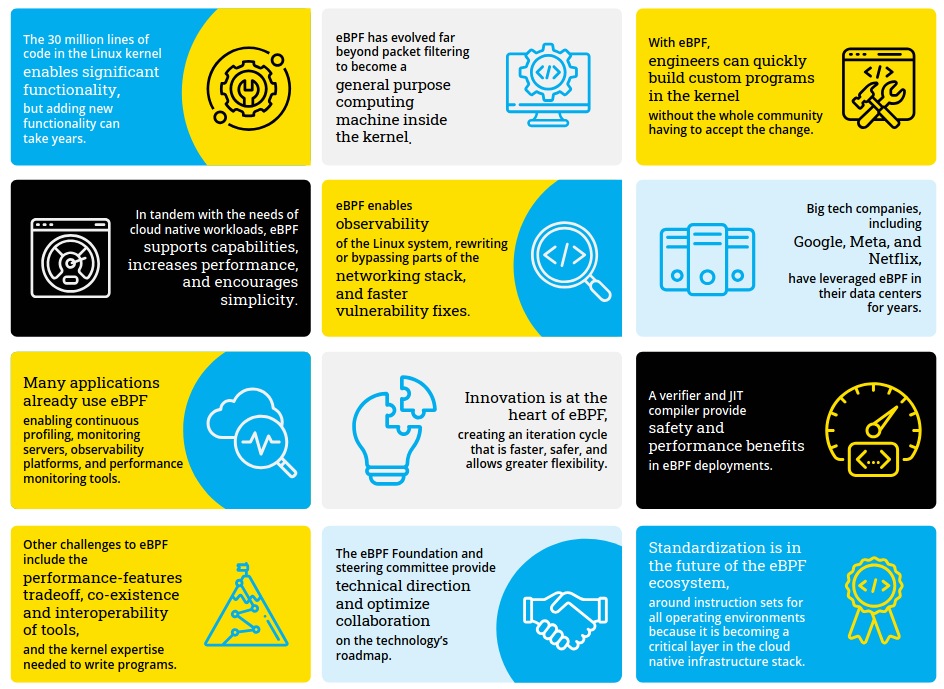 The 30 million lines of
code in the Linux kernel
enables significant
functionality,
but adding new
functionality can
take years.
eBPF has evolved far
beyond packet filtering
to become a
general purpose
computing
machine inside
the kernel.
</>
With eBPF,
engineers can quickly
build custom programs
in the kernel
without the whole community
having to accept the change.
</>
In tandem with the needs of
cloud native workloads, eBPF
supports capabilities,
increases performance,
and encourages
simplicity.
eBPF enables
observability
of the Linux system, rewriting
or bypassing parts of the
networking stack,
and faster
vulnerability fixes.
</>
Big tech companies,
including
Google, Meta, and
Netflix,
have leveraged eBPF in
their data centers
for years.
Many applications
already use eBPF
enabling continuous
profiling, monitoring
servers, observability
platforms, and performance
monitoring tools.
Innovation is at the
heart of eBPF,
creating an iteration cycle
that is faster, safer, and
allows greater flexibility.
A verifier and JIT
compiler provide
safety and
performance benefits
in eBPF deployments.
<...>
Other challenges to eBPF
include the
performance-features
tradeoff, co-existence
and interoperability
of tools,
and the kernel expertise
needed to write programs.
The eBPF Foundation and
steering committee provide
technical direction
and optimize
collaboration
on the technology's
roadmap.
Standardization is in
the future of the eBPF
ecosystem,
around instruction sets for
all operating environments
because it is becoming a
critical layer in the cloud
native infrastructure stack.
</>